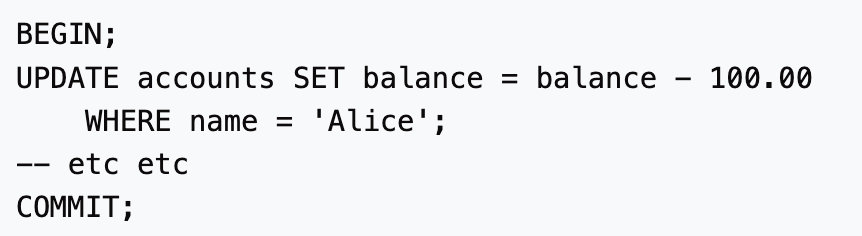 BEGIN;
UPDATE accounts SET balance = balance - 100.00
    WHERE name = 'Alice';
-- etc etc
COMMIT;